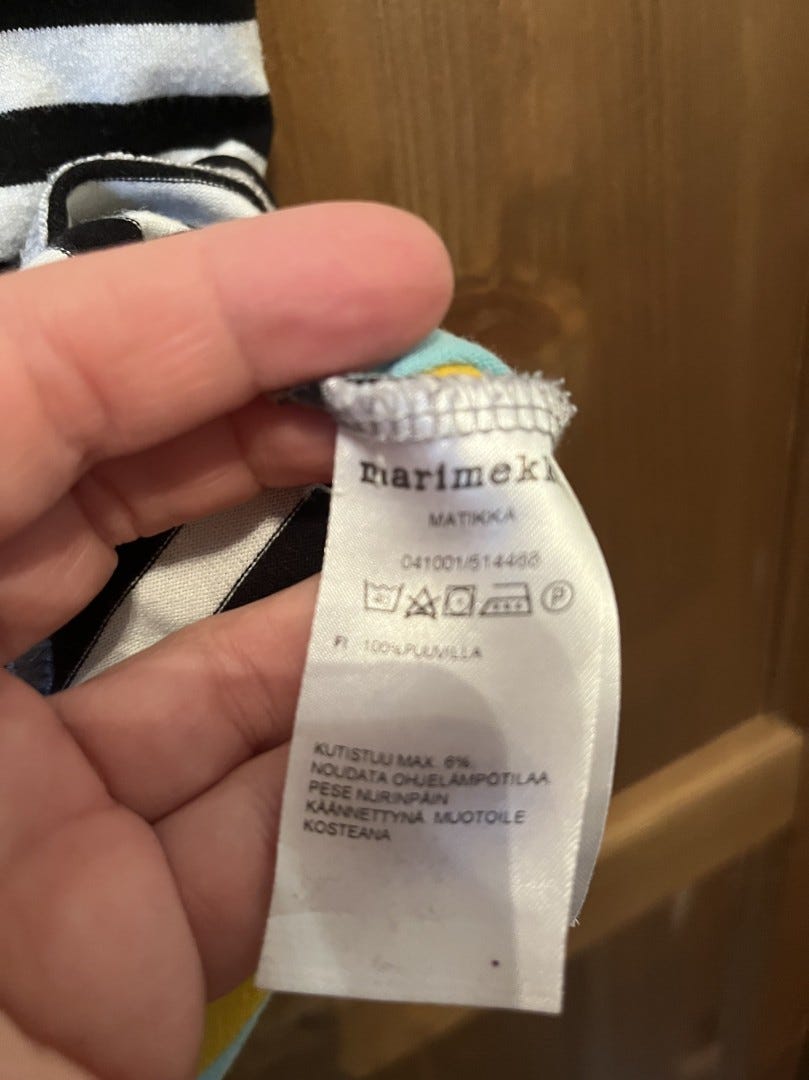 marimekk
MATIKKA
041001/514468
P
FI 100% PUUVILLA
KUTISTUU MAX. 6%.
NOUDATA OHJELÄMPÖTILAA
PESE NURINPÄIN
KÄÄNNETTYNÄ. MUOTOILE
KOSTEANA